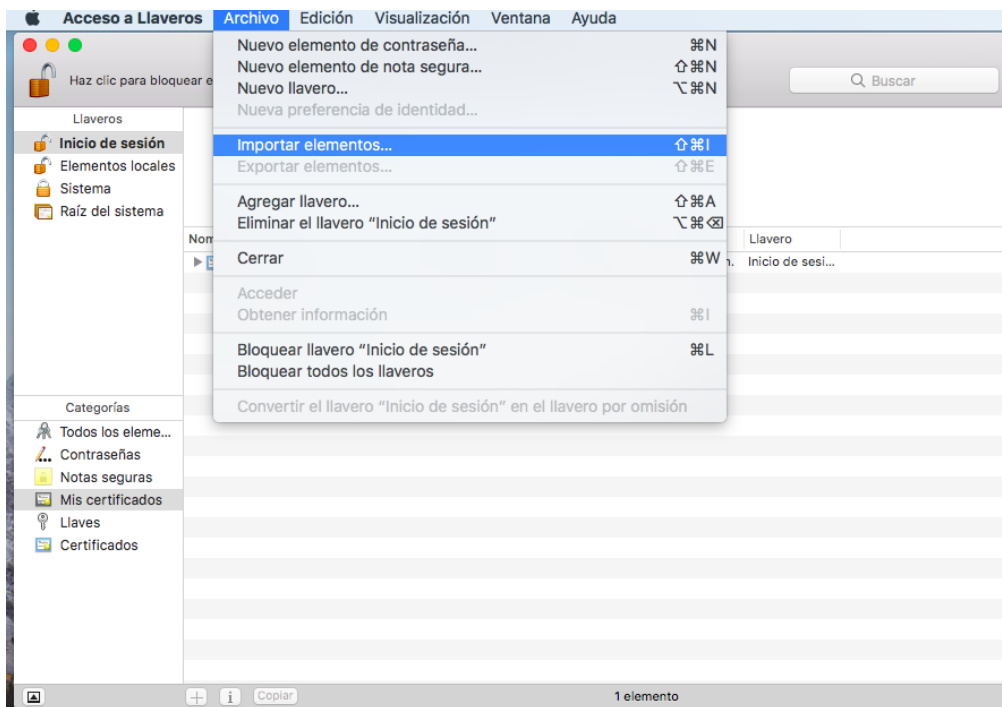 Acceso a Llaveros Archivo Edición Visualización Ventana Ayuda
Haz clic para bloquear e
Buscar
Nuevo elemento de contraseña... ⌘N
Nuevo elemento de nota segura... ⇧⌘N
Nuevo llavero... ⌥⌘N
Nueva preferencia de identidad...
Importar elementos... ⇧⌘I
Exportar elementos... ⇧⌘E
Agregar llavero... ⇧⌘A
Eliminar el llavero “Inicio de sesión” ⌥⌘⌫
Cerrar ⌘W
Acceder
Obtener información ⌘I
Bloquear llavero “Inicio de sesión” ⌘L
Bloquear todos los llaveros
Convertir el llavero “Inicio de sesión” en el llavero por omisión
Llaveros
Inicio de sesión
Elementos locales
Sistema
Raíz del sistema
Nom Llavero
n. Inicio de sesi...
Categorías
Todos los eleme...
Contraseñas
Notas seguras
Mis certificados
Llaves
Certificados
+ i Copiar 1 elemento